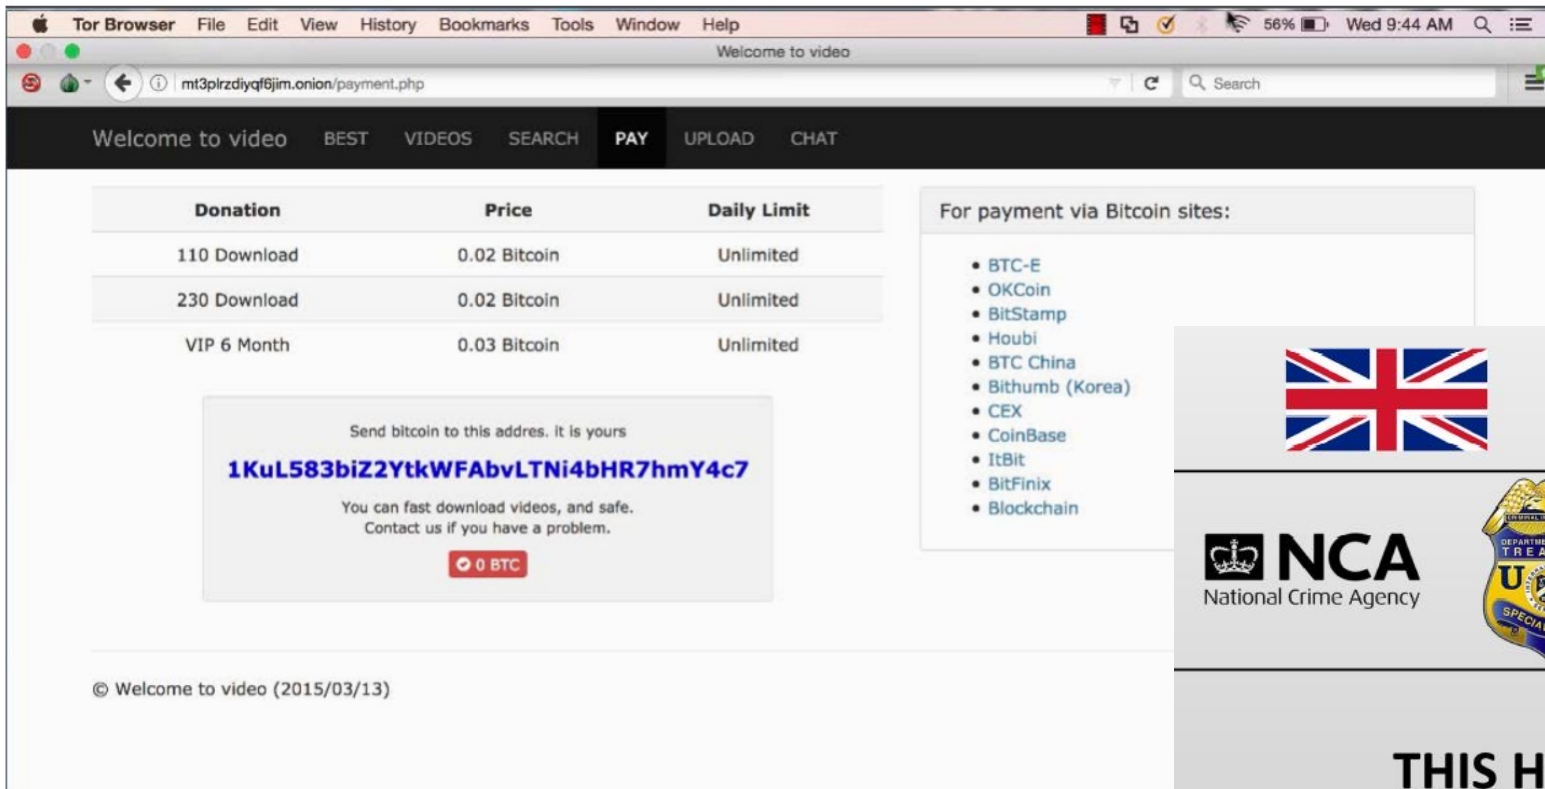 Tor Browser File Edit View History Bookmarks Tools Window Help 56% Wed 9:44 AM
Welcome to video
mt3plrzdiyqf6jim.onion/payment.php Search
Welcome to video BEST VIDEOS SEARCH PAY UPLOAD CHAT
Donation Price Daily Limit
110 Download 0.02 Bitcoin Unlimited
230 Download 0.02 Bitcoin Unlimited
VIP 6 Month 0.03 Bitcoin Unlimited
Send bitcoin to this addres. it is yours
1KuL583biZ2YtkWFAbvLTNi4bHR7hmY4c7
You can fast download videos, and safe.
Contact us if you have a problem.
0 BTC
For payment via Bitcoin sites:
BTC-E
OKCoin
BitStamp
Houbi
BTC China
Bithumb (Korea)
CEX
CoinBase
ItBit
BitFinix
Blockchain
© Welcome to video (2015/03/13)
NCA
National Crime Agency
THIS H